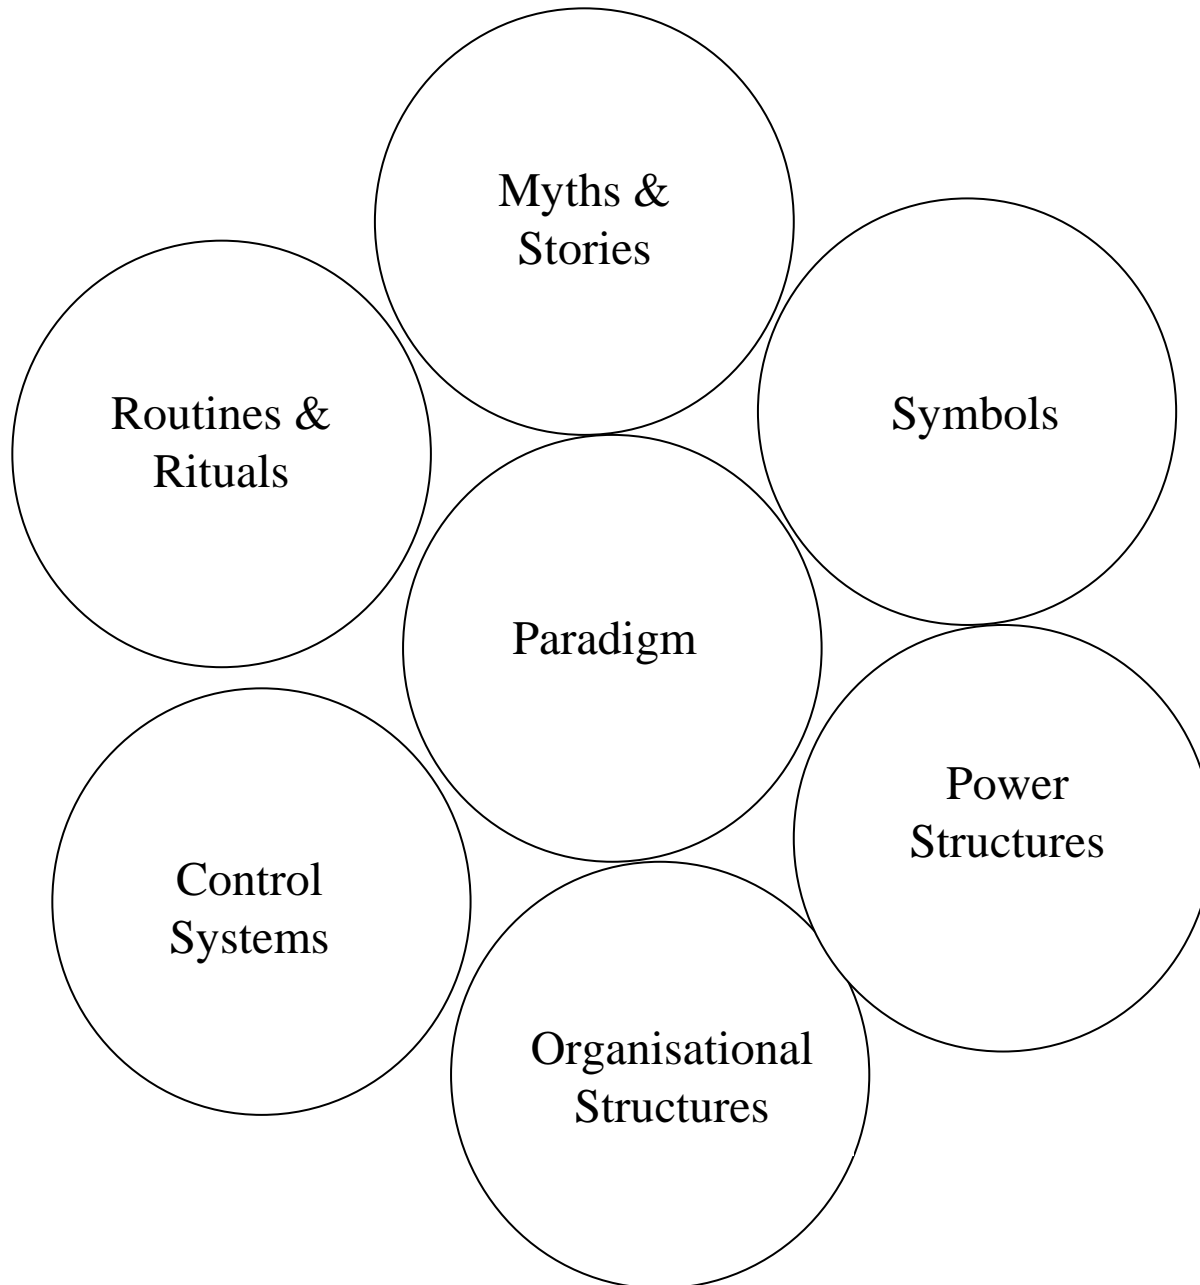 Myths &
Stories
Routines &
Rituals
Symbols
Paradigm
Power
Structures
Control
Systems
Organisational
Structures